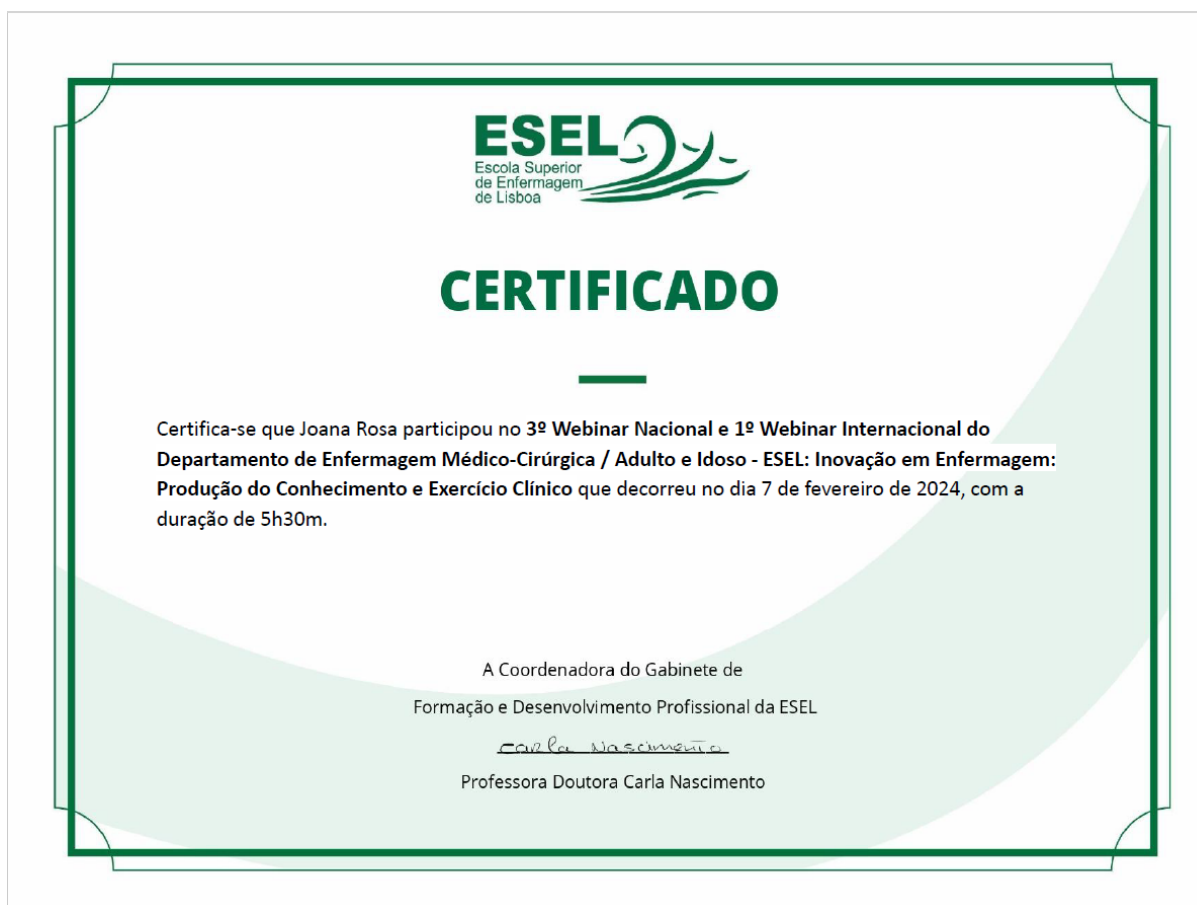 ESEL
Escola Superior
de Enfermagem
de Lisboa
CERTIFICADO
Certifica-se que Joana Rosa participou no 3º Webinar Nacional e 1º Webinar Internacional do
Departamento de Enfermagem Médico-Cirúrgica / Adulto e Idoso - ESEL: Inovação em Enfermagem:
Produção do Conhecimento e Exercício Clínico que decorreu no dia 7 de fevereiro de 2024, com a
duração de 5h30m.
A Coordenadora do Gabinete de
Formação e Desenvolvimento Profissional da ESEL
Carla Nascimento
Professora Doutora Carla Nascimento